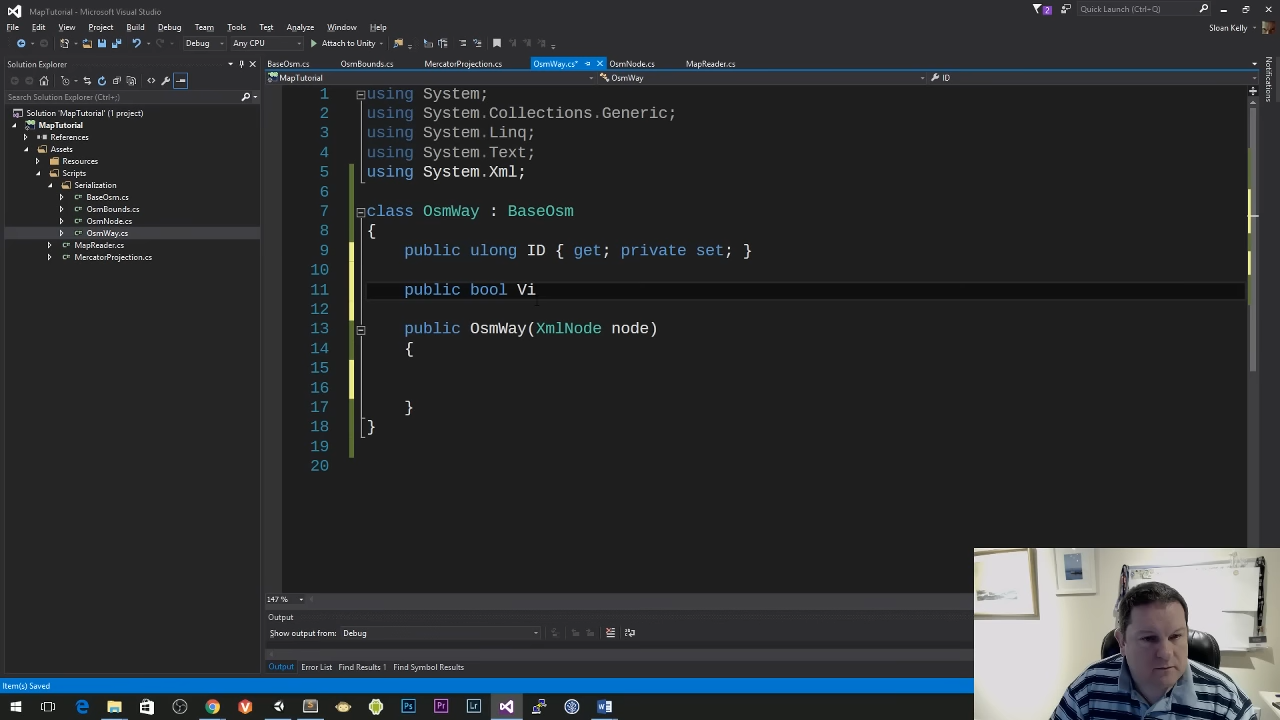 MapTutorial - Microsoft Visual Studio
2
Quick Launch (Ctrl+Q)
File Edit View Project Build Debug Team Tools Test Analyze Window Help
Sloan Kelly
Debug Any CPU Attach to Unity
Solution Explorer
BaseOsm.cs OsmBounds.cs MercatorProjection.cs OsmWay.cs* OsmNode.cs MapReader.cs
MapTutorial OsmWay ID
Notifications
Search Solution Explorer (Ctrl+;)
Solution 'MapTutorial' (1 project)
MapTutorial
References
Assets
Resources
Scripts
Serialization
BaseOsm.cs
OsmBounds.cs
OsmNode.cs
OsmWay.cs
MapReader.cs
MercatorProjection.cs
1 using System;
2 using System.Collections.Generic;
3 using System.Linq;
4 using System.Text;
5 using System.Xml;
6
7 class OsmWay : BaseOsm
8 {
9 public ulong ID { get; private set; }
10
11 public bool Vi
12
13 public OsmWay(XmlNode node)
14 {
15
16
17 }
18 }
19
20
147 %
Output
Show output from: Debug
Output Error List Find Results 1 Find Symbol Results
Item(s) Saved
Ps Pr Lr